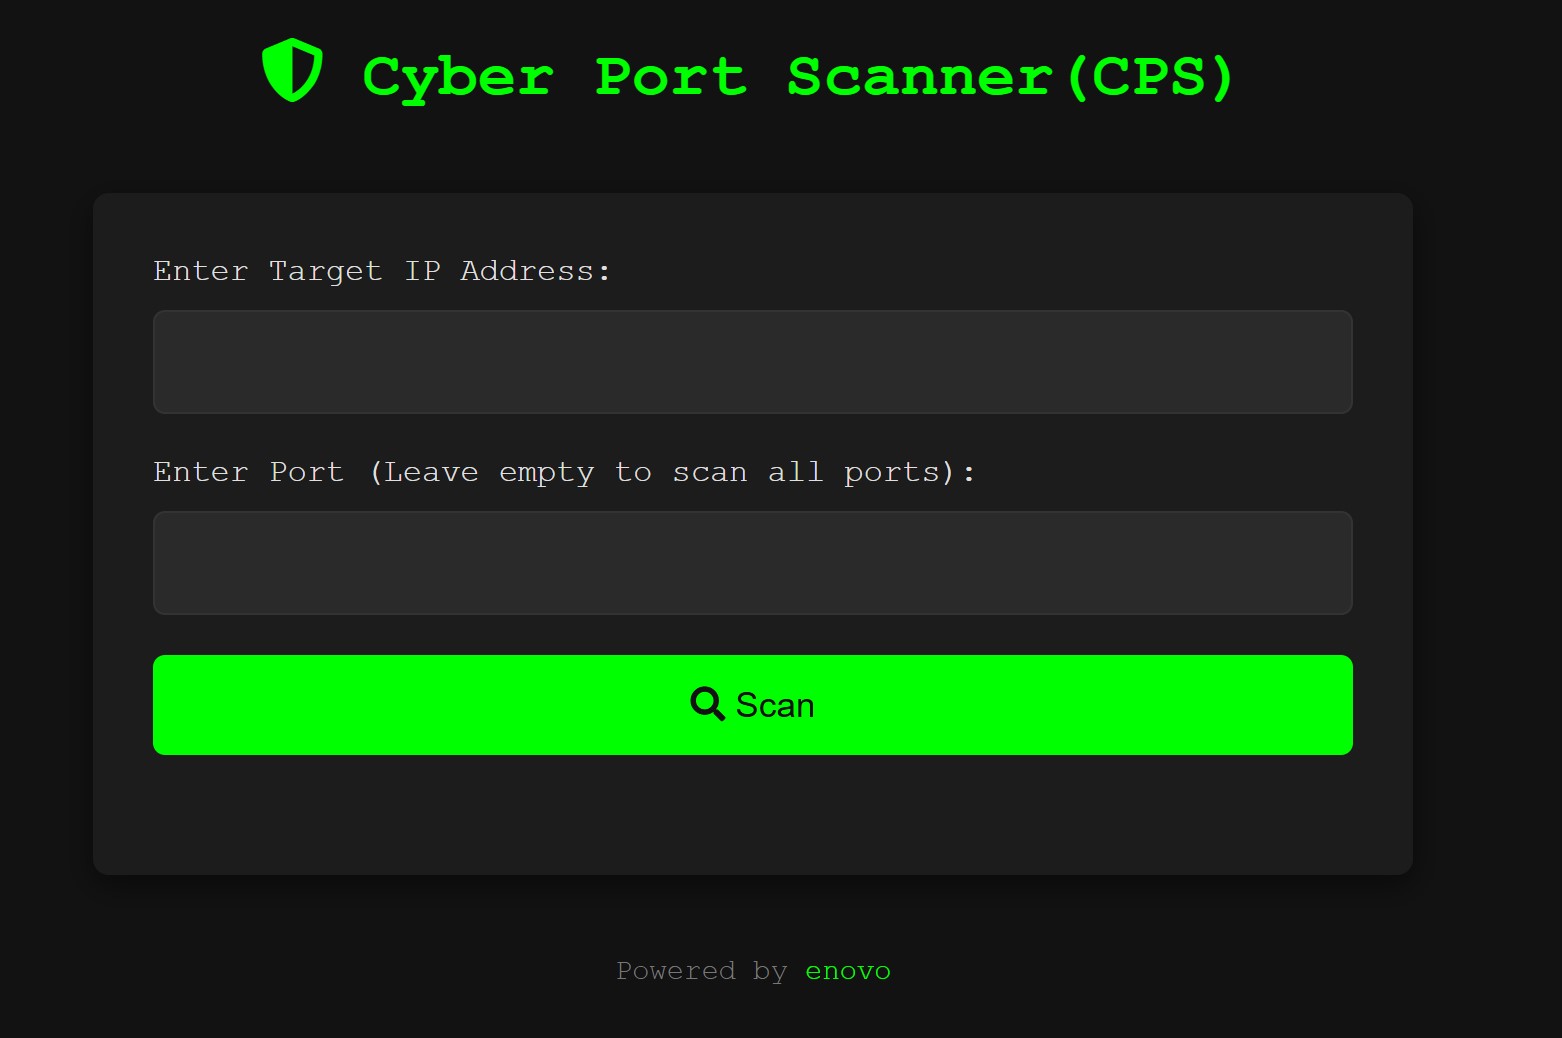 Cyber Port Scanner(CPS)
Enter Target IP Address:
Enter Port (Leave empty to scan all ports):
Scan
Powered by enovo